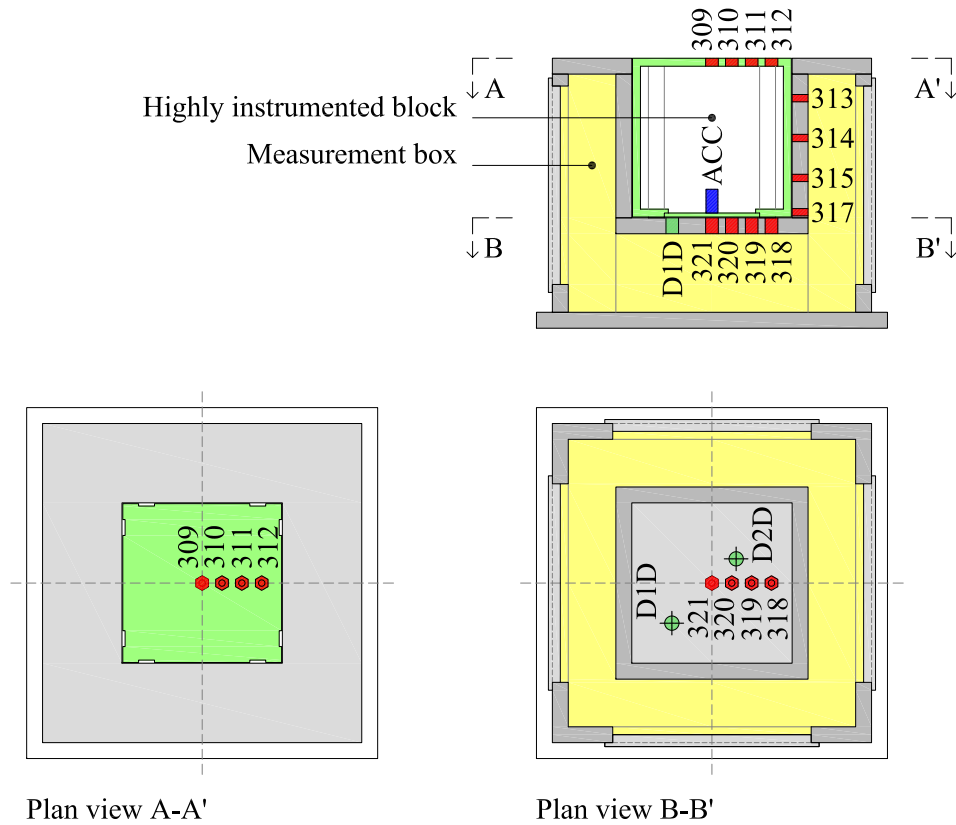 309
310
311
312
A
A'
Highly instrumented block
313
Measurement box
314
ACC
315
317
B
B'
D1D
321
320
319
318
309
310
311
312
D1D
D2D
321
320
319
318
Plan view A-A'
Plan view B-B'